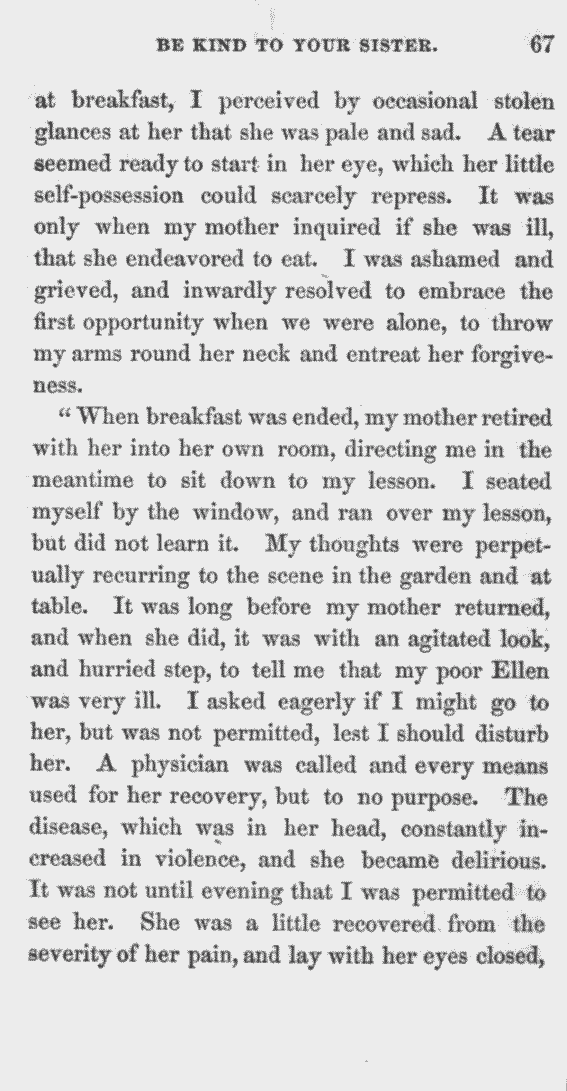 BE KIND TO YOUR SISTER. 67
at breakfast, I perceived by occasional stolen
glances at her that she was pale and sad. A tear
seemed ready to start in her eye, which her little
self-possession could scarcely repress. It was
only when my mother inquired if she was ill,
that she endeavored to eat. I was ashamed and
grieved, and inwardly resolved to embrace the
first opportunity when we were alone, to throw
my arms round her neck and entreat her forgive-
ness.
“ When breakfast was ended, my mother retired
with her into her own room, directing me in the
meantime to sit down to my lesson. I seated
myself by the window, and ran over my lesson,
but did not learn it. My thoughts were perpet-
ually recurring to the scene in the garden and at
table. It was long before my mother returned,
and when she did, it was with an agitated look,
and hurried step, to tell me that my poor Ellen
was very ill. I asked eagerly if I might go to
her, but was not permitted, lest I should disturb
her. A physician was called and every means
used for her recovery, but to no purpose. The
disease, which was in her head, constantly in-
creased in violence, and she became delirious.
It was not until evening that I was permitted to
see her. She was a little recovered from the
severity of her pain, and lay with her eyes closed,